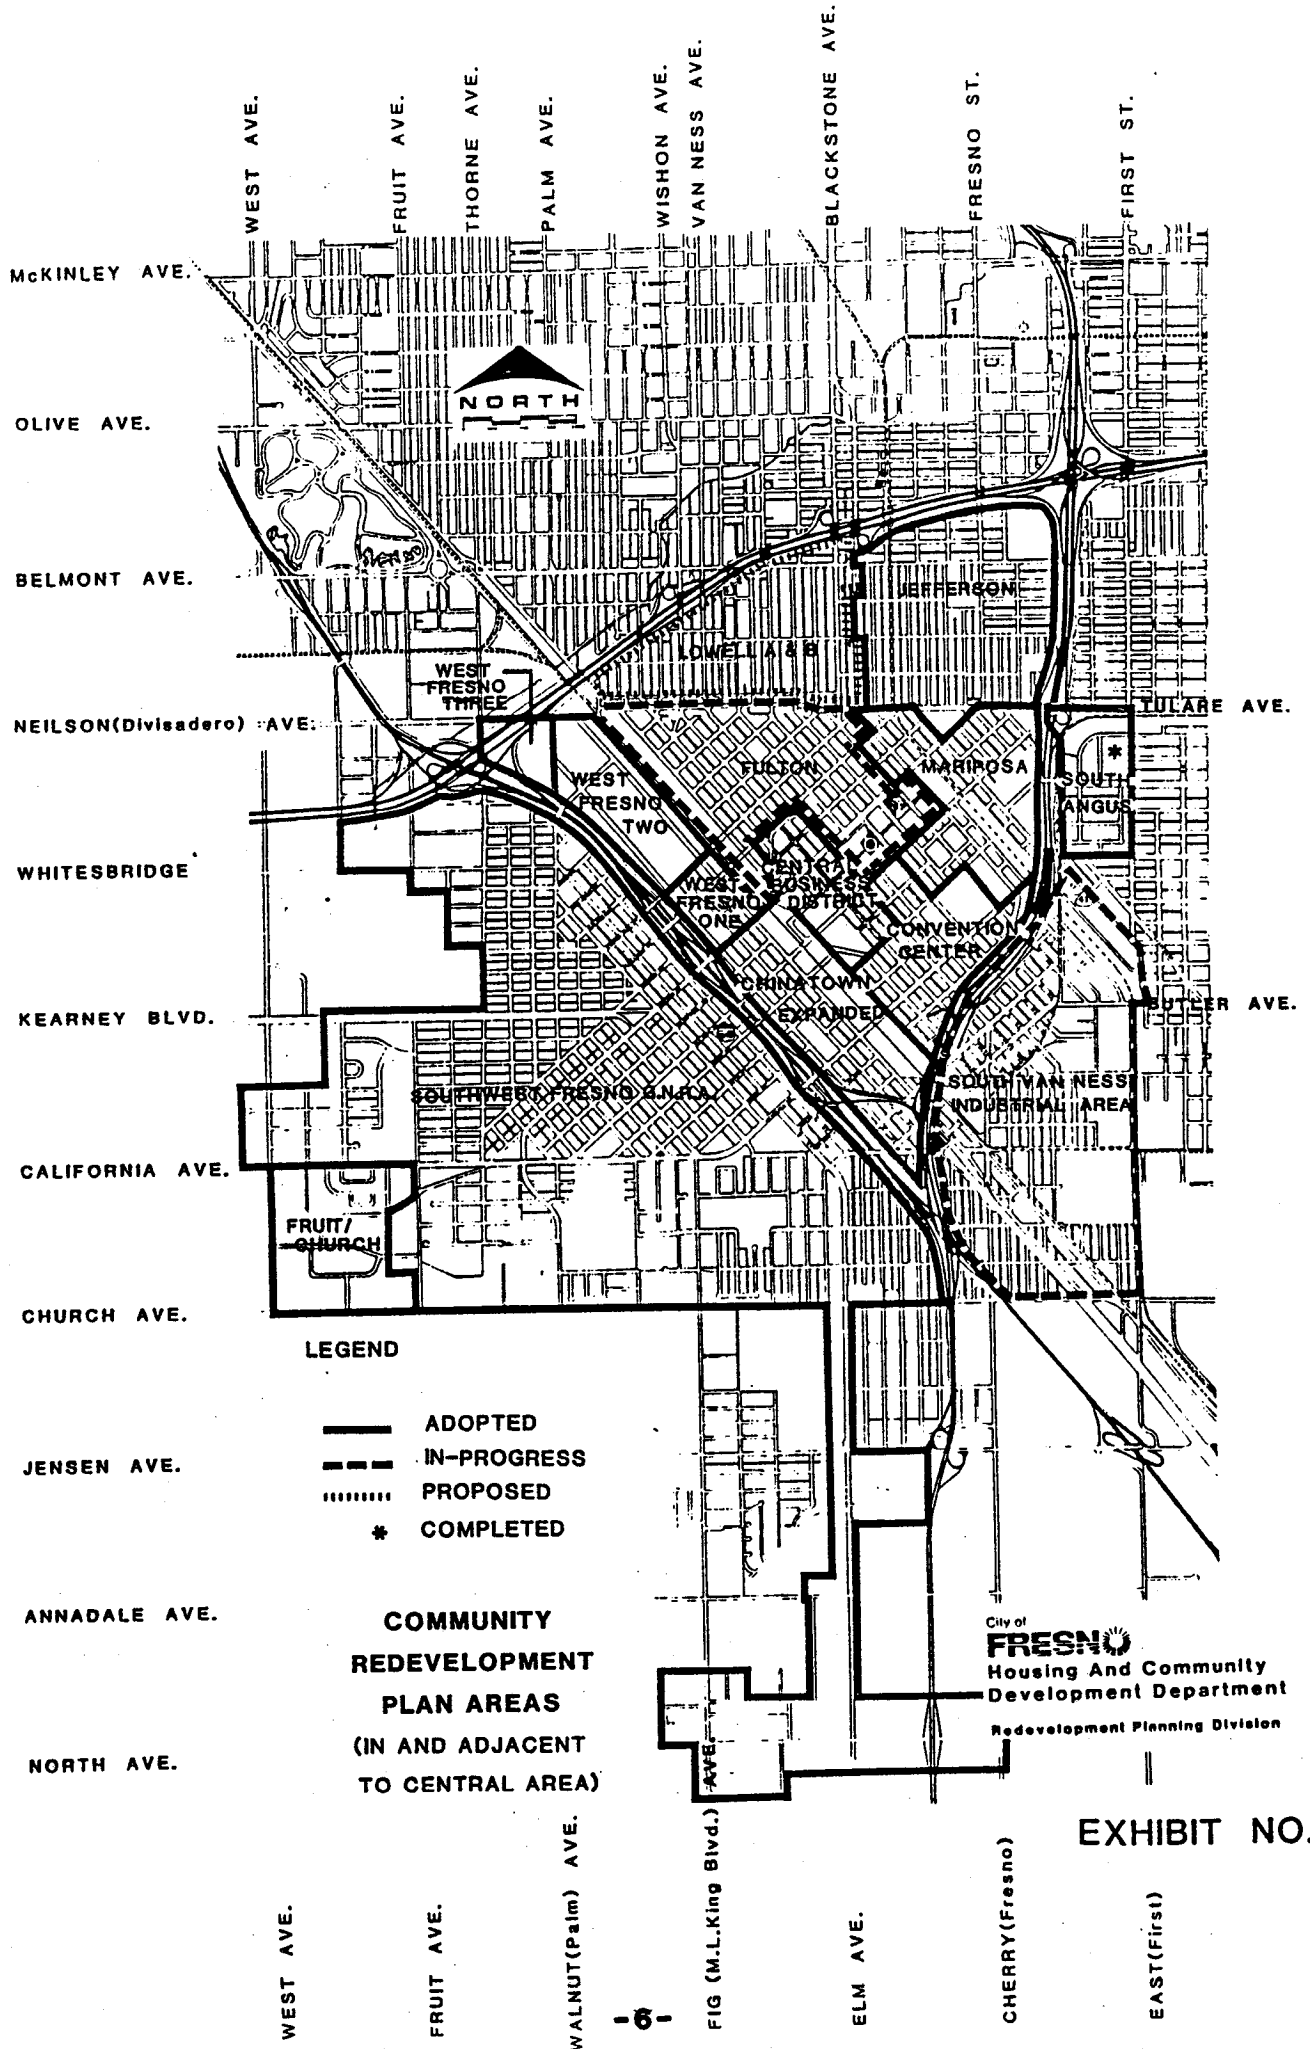 WEST AVE.
FRUIT AVE.
THORNE AVE.
PALM AVE.
WISHON AVE.
VAN NESS AVE.
BLACKSTONE AVE.
FRESNO ST.
FIRST ST.
McKINLEY AVE.
NORTH
OLIVE AVE.
BELMONT AVE.
JEFFERSON
LOWELL A & B
WEST
FRESNO
THREE
NEILSON(Divisadero) AVE.
TULARE AVE.
FULTON
MARIPOSA
*
SOUTH
ANGUS
WEST
FRESNO
TWO
WHITESBRIDGE
CENTRAL
BUSINESS
DISTRICT
WEST
FRESNO
ONE
CONVENTION
CENTER
CHINATOWN
EXPANDED
KEARNEY BLVD.
BUTLER AVE.
SOUTHWEST FRESNO G.N.R.A.
SOUTH VAN NESS
INDUSTRIAL AREA
CALIFORNIA AVE.
FRUIT/
CHURCH
CHURCH AVE.
LEGEND
ADOPTED
IN-PROGRESS
PROPOSED
* COMPLETED
JENSEN AVE.
ANNADALE AVE.
COMMUNITY
REDEVELOPMENT
PLAN AREAS
(IN AND ADJACENT
TO CENTRAL AREA)
City of
FRESNO
Housing And Community
Development Department
Redevelopment Planning Division
NORTH AVE.
EXHIBIT NO.
WEST AVE.
FRUIT AVE.
WALNUT(Palm) AVE.
FIG (M.L.King Blvd.) AVE.
ELM AVE.
CHERRY(Fresno)
EAST(First)
-6-